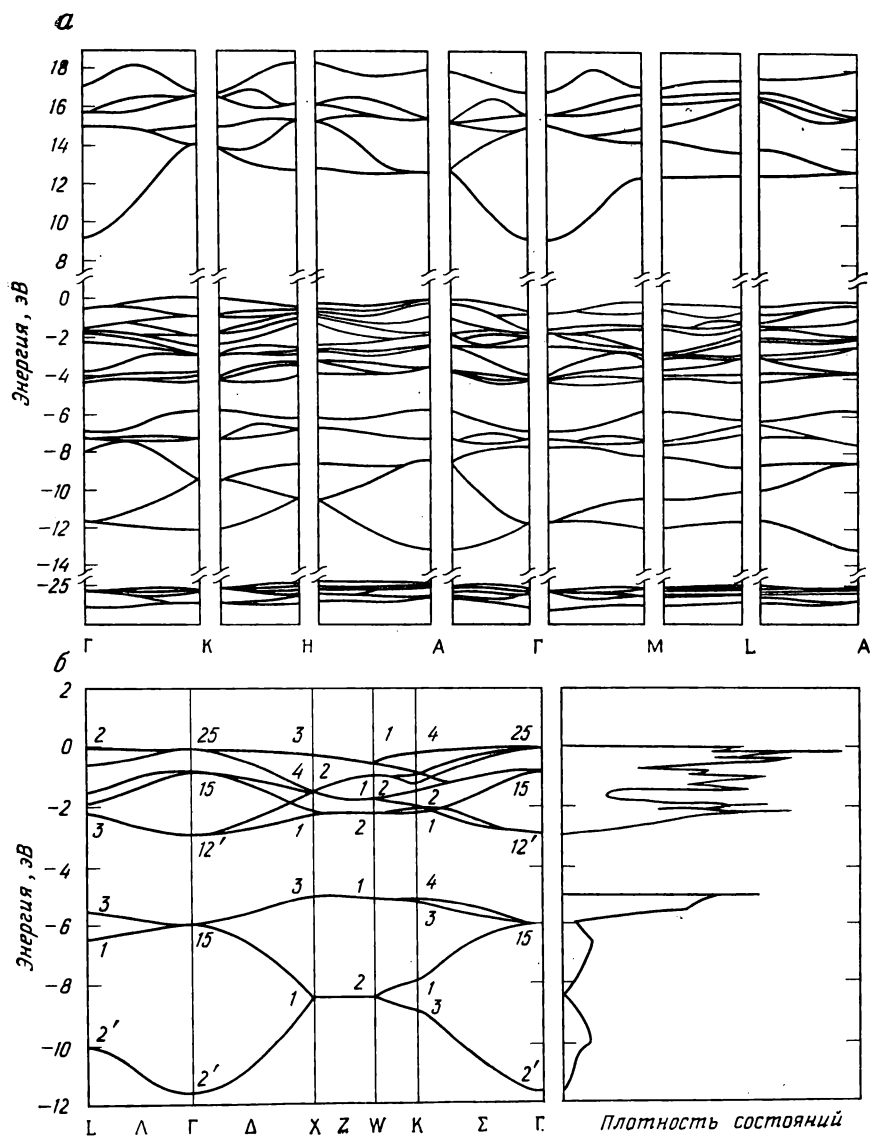 а
Энергия, эВ
18
16
14
12
10
8
0
−2
−4
−6
−8
−10
−12
−14
−25
Γ K H A Γ M L A
б
Энергия, эВ
2
0
−2
−4
−6
−8
−10
−12
2 25 3 1 4 25
15 4 2 1 2 2 15
3 12′ 1 2 1 12′
3 3 1 4
1 15 3 15
1 2 1 3
2′ 2′ 2′
L Λ Γ Δ X Z W K Σ Γ
Плотность состояний